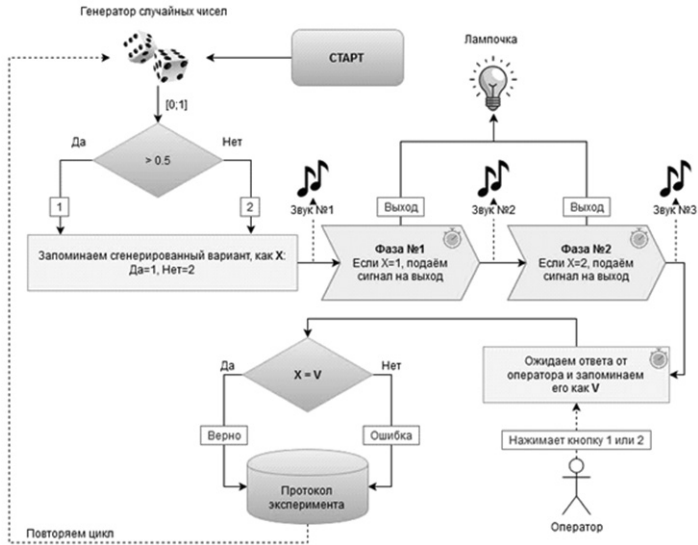 Генератор случайных чисел
СТАРТ
Лампочка
[0;1]
Да
Нет
> 0.5
1
2
Звук №1
Выход
Звук №2
Выход
Звук №3
Запоминаем сгенерированный вариант, как X:
Да=1, Нет=2
Фаза №1
Если X=1, подаём
сигнал на выход
Фаза №2
Если X=2, подаём
сигнал на выход
Да
Нет
X = V
Ожидаем ответа от
оператора и запоминаем
его как V
Верно
Ошибка
Нажимает кнопку 1 или 2
Протокол
эксперимента
Оператор
Повторяем цикл